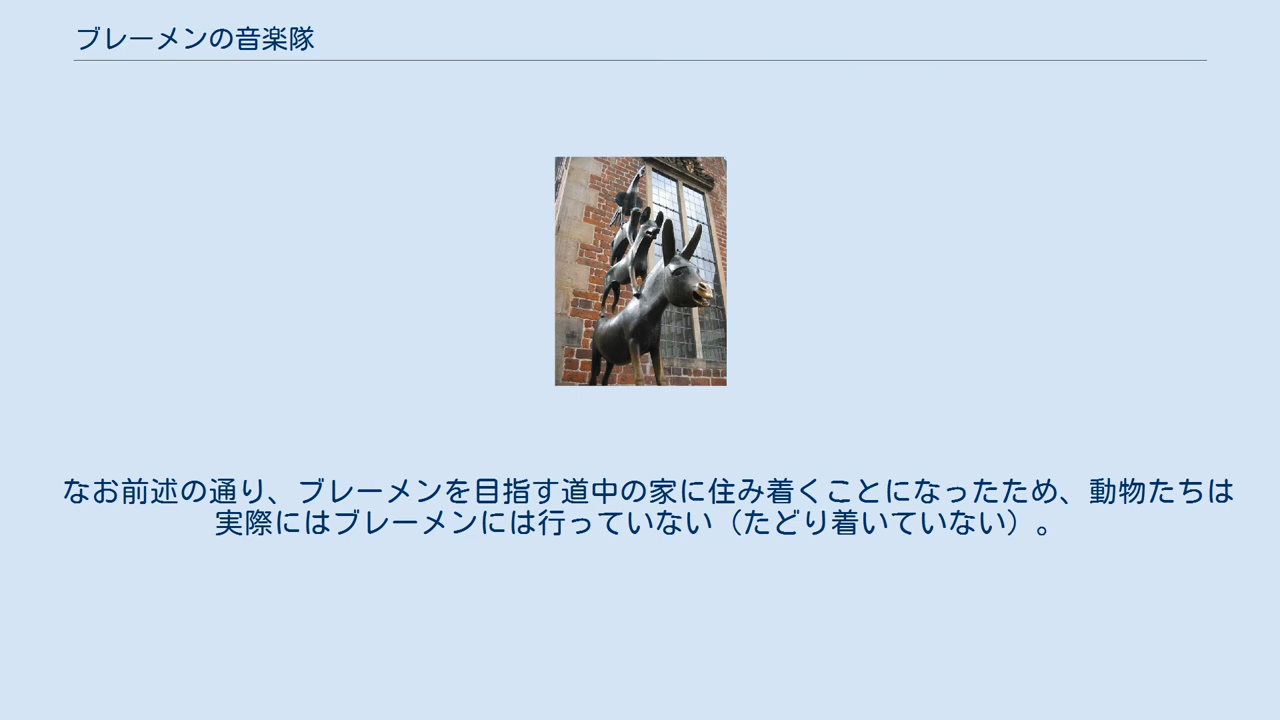 ブレーメンの音楽隊
なお前述の通り、ブレーメンを目指す道中の家に住み着くことになったため、動物たちは
実際にはブレーメンには行っていない（たどり着いていない）。